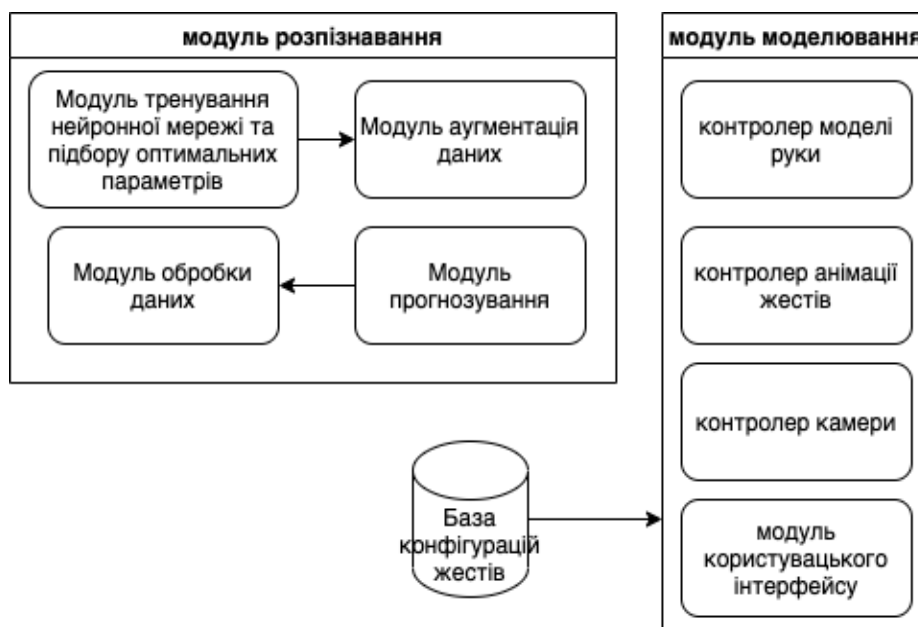 модуль розпізнавання
Модуль тренування
нейронної мережі та
підбору оптимальних
параметрів
Модуль аугментація
даних
Модуль обробки
даних
Модуль
прогнозування
База
конфігурацій
жестів
модуль моделювання
контролер моделі
руки
контролер анімації
жестів
контролер камери
модуль
користувацького
інтерфейсу